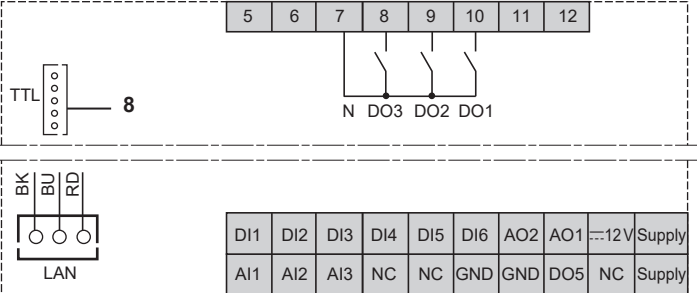 5 6 7 8 9 10 11 12
TTL 8
N DO3 DO2 DO1
BK BU RD
LAN
DI1 DI2 DI3 DI4 DI5 DI6 AO2 AO1 ⎓12V Supply
AI1 AI2 AI3 NC NC GND GND DO5 NC Supply